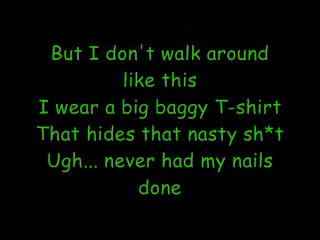 But I don't walk around
like this
I wear a big baggy T-shirt
That hides that nasty sh*t
Ugh... never had my nails
done